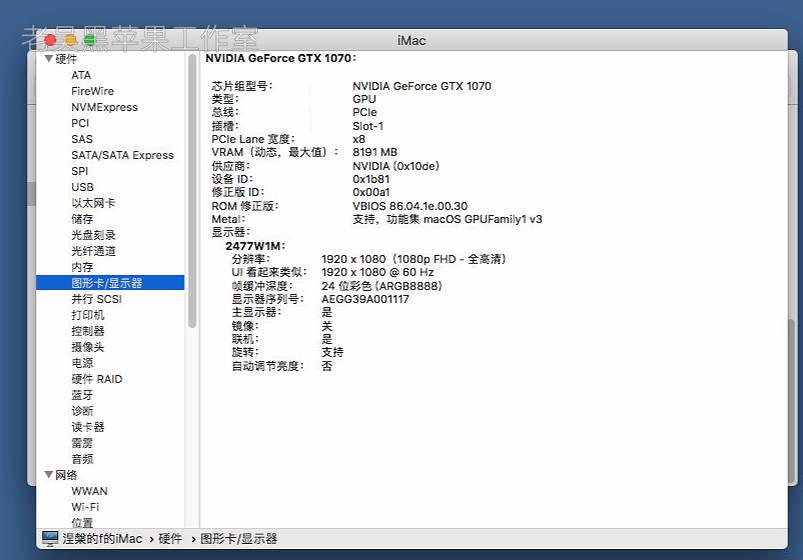 老吴黑苹果工作室
iMac
硬件
ATA
FireWire
NVMExpress
PCI
SAS
SATA/SATA Express
SPI
USB
以太网卡
储存
光盘刻录
光纤通道
内存
图形卡/显示器
并行 SCSI
打印机
控制器
摄像头
电源
硬件 RAID
蓝牙
诊断
读卡器
雷雳
音频
网络
WWAN
Wi-Fi
位置
NVIDIA GeForce GTX 1070:
芯片组型号: NVIDIA GeForce GTX 1070
类型: GPU
总线: PCIe
插槽: Slot-1
PCIe Lane 宽度: x8
VRAM（动态，最大值）: 8191 MB
供应商: NVIDIA (0x10de)
设备 ID: 0x1b81
修正版 ID: 0x00a1
ROM 修正版: VBIOS 86.04.1e.00.30
Metal: 支持，功能集 macOS GPUFamily1 v3
显示器:
2477W1M:
分辨率: 1920 x 1080（1080p FHD - 全高清）
UI 看起来类似: 1920 x 1080 @ 60 Hz
帧缓冲深度: 24 位彩色 (ARGB8888)
显示器序列号: AEGG39A001117
主显示器: 是
镜像: 关
联机: 是
旋转: 支持
自动调节亮度: 否
涅槃的f的iMac › 硬件 › 图形卡/显示器